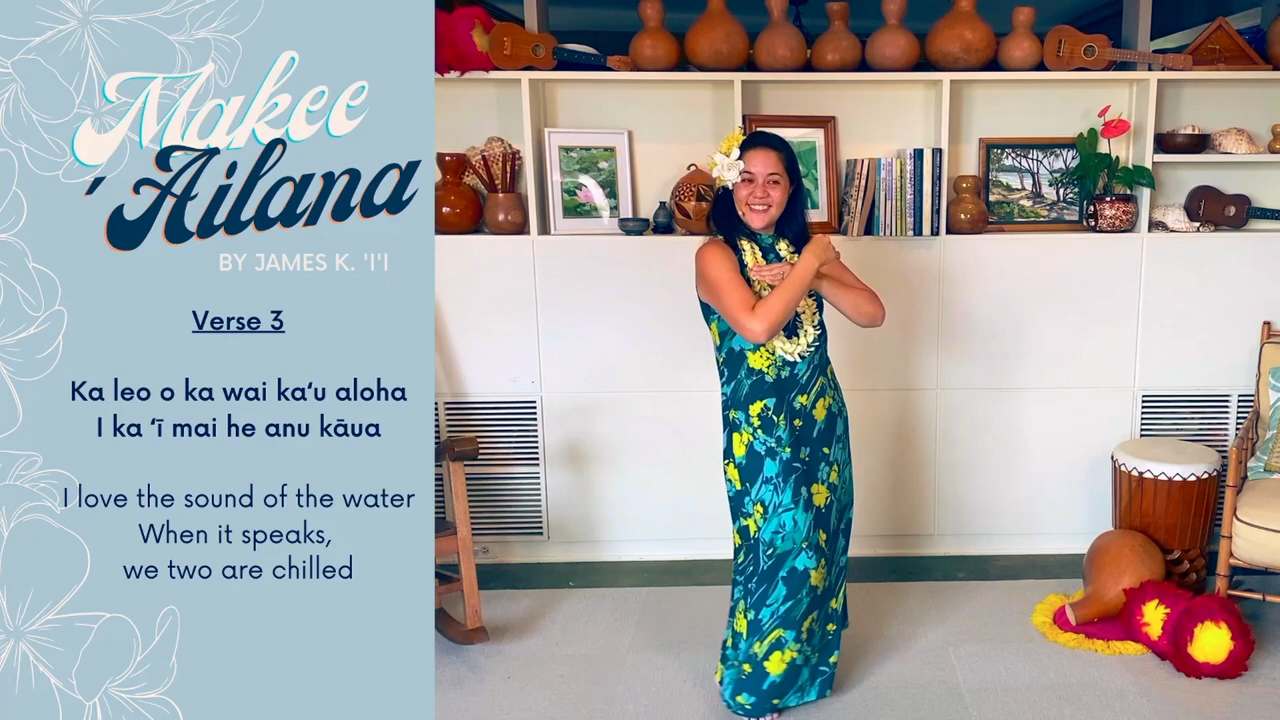 Makee
'Ailana
BY JAMES K. 'I'I
Verse 3
Ka leo o ka wai ka‘u aloha
I ka ‘ī mai he anu kāua
I love the sound of the water
When it speaks,
we two are chilled